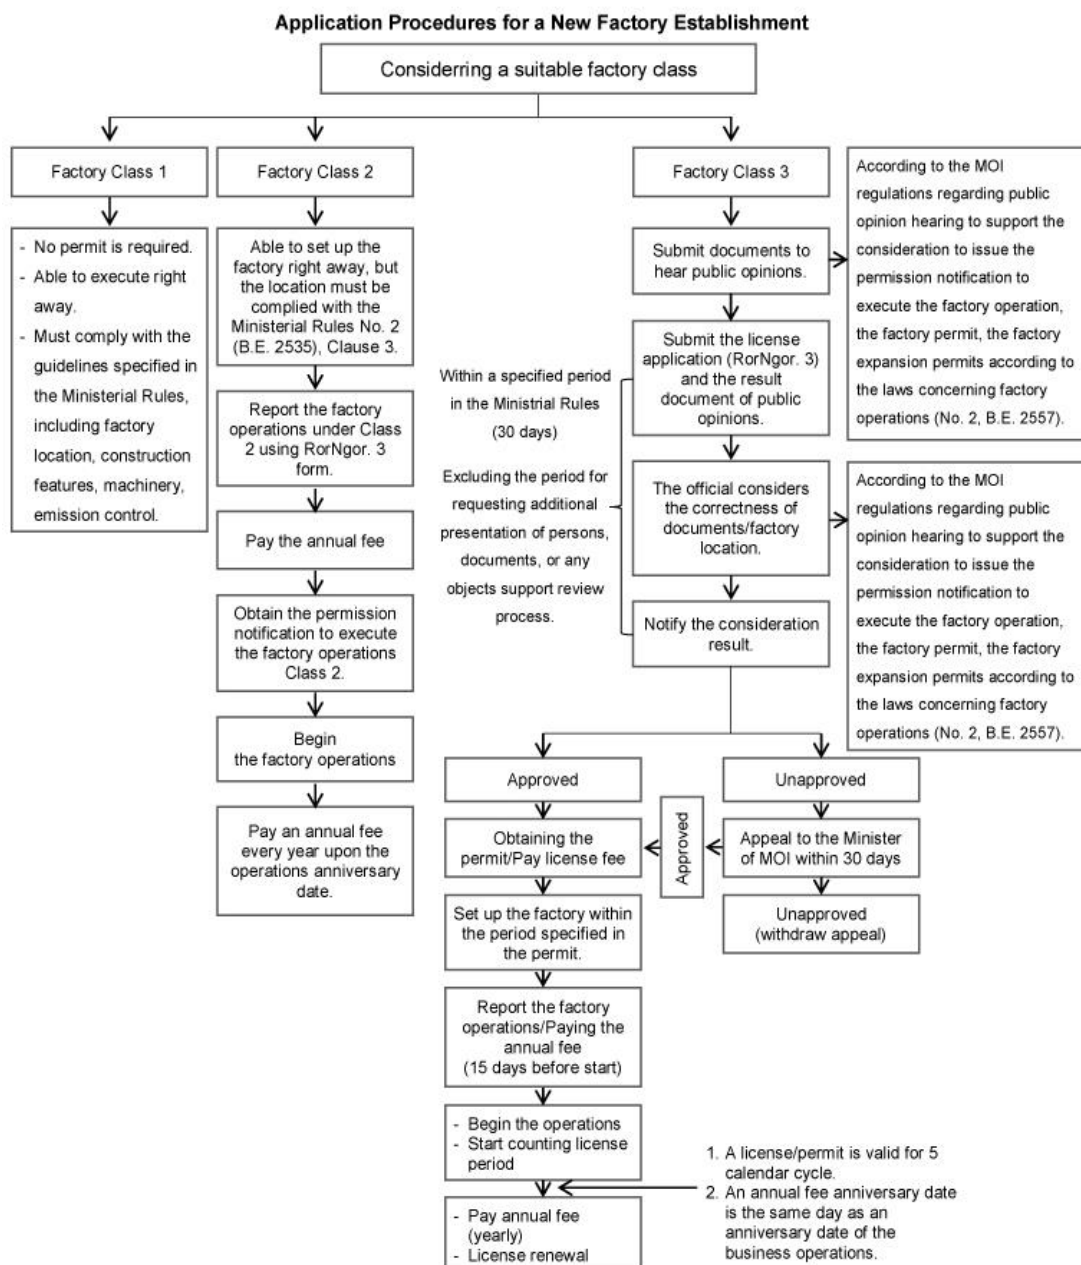 Application Procedures for a New Factory Establishment
Considerring a suitable factory class
Factory Class 1
- No permit is required.
- Able to execute right
away.
- Must comply with the
guidelines specified in
the Ministerial Rules,
including factory
location, construction
features, machinery,
emission control.
Factory Class 2
Able to set up the
factory right away, but
the location must be
complied with the
Ministerial Rules No. 2
(B.E. 2535), Clause 3.
Report the factory
operations under Class
2 using RorNgor. 3
form.
Pay the annual fee
Obtain the permission
notification to execute
the factory operations
Class 2.
Begin
the factory operations
Pay an annual fee
every year upon the
operations anniversary
date.
Factory Class 3
Submit documents to
hear public opinions.
According to the MOI
regulations regarding public
opinion hearing to support the
consideration to issue the
permission notification to
execute the factory operation,
the factory permit, the factory
expansion permits according to
the laws concerning factory
operations (No. 2, B.E. 2557).
Submit the license
application (RorNgor. 3)
and the result
document of public
opinions.
Within a specified period
in the Ministrial Rules
(30 days)
Excluding the period for
requesting additional
presentation of persons,
documents, or any
objects support review
process.
The official considers
the correctness of
documents/factory
location.
According to the MOI
regulations regarding public
opinion hearing to support the
consideration to issue the
permission notification to
execute the factory operation,
the factory permit, the factory
expansion permits according to
the laws concerning factory
operations (No. 2, B.E. 2557).
Notify the consideration
result.
Approved
Unapproved
Obtaining the
permit/Pay license fee
Approved
Appeal to the Minister
of MOI within 30 days
Unapproved
(withdraw appeal)
Set up the factory within
the period specified in
the permit.
Report the factory
operations/Paying the
annual fee
(15 days before start)
- Begin the operations
- Start counting license
period
1. A license/permit is valid for 5
calendar cycle.
2. An annual fee anniversary date
is the same day as an
anniversary date of the
business operations.
- Pay annual fee
(yearly)
- License renewal